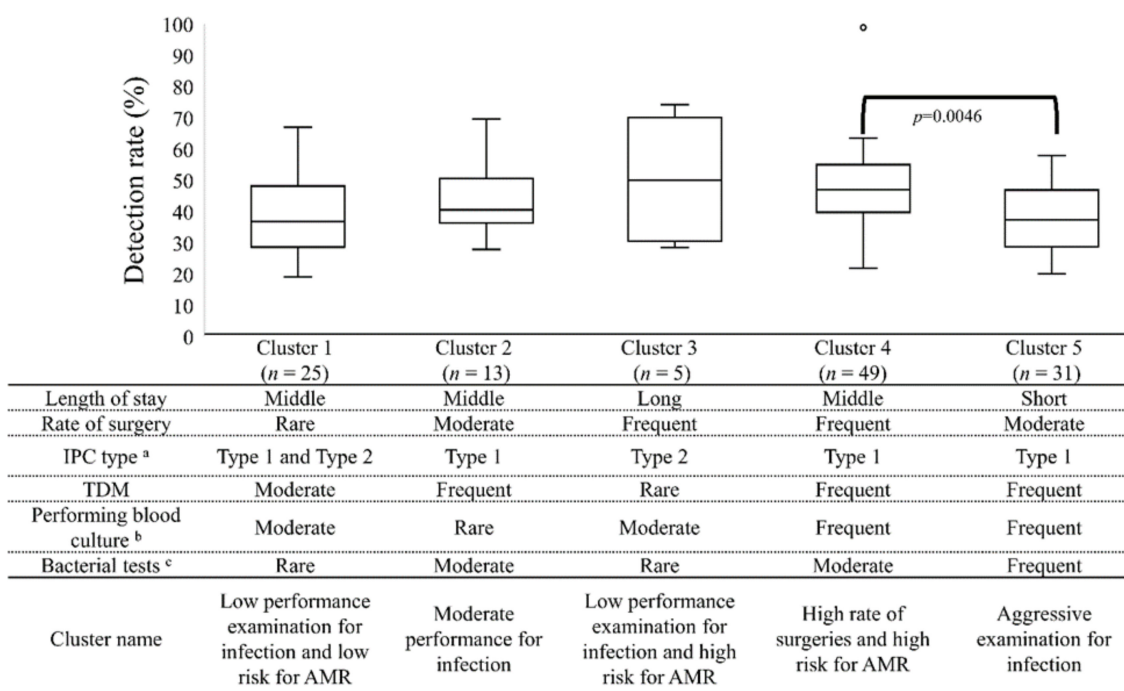 100
90
80
70
60
50
40
30
20
10
0
Detection rate (%)
p=0.0046
Cluster 1 Cluster 2 Cluster 3 Cluster 4 Cluster 5
(n = 25) (n = 13) (n = 5) (n = 49) (n = 31)
Length of stay Middle Middle Long Middle Short
Rate of surgery Rare Moderate Frequent Frequent Moderate
IPC type a Type 1 and Type 2 Type 1 Type 2 Type 1 Type 1
TDM Moderate Frequent Rare Frequent Frequent
Performing blood
culture b Moderate Rare Moderate Frequent Frequent
Bacterial tests c Rare Moderate Rare Moderate Frequent
Cluster name
Low performance
examination for
infection and low
risk for AMR
Moderate
performance for
infection
Low performance
examination for
infection and high
risk for AMR
High rate of
surgeries and high
risk for AMR
Aggressive
examination for
infection